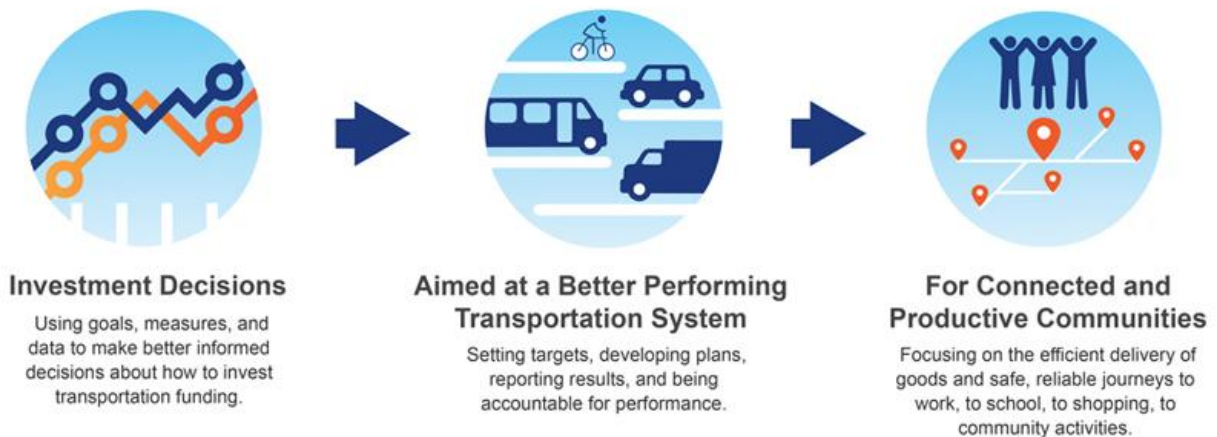 Investment Decisions
Using goals, measures, and
data to make better informed
decisions about how to invest
transportation funding.
Aimed at a Better Performing
Transportation System
Setting targets, developing plans,
reporting results, and being
accountable for performance.
For Connected and
Productive Communities
Focusing on the efficient delivery of
goods and safe, reliable journeys to
work, to school, to shopping, to
community activities.